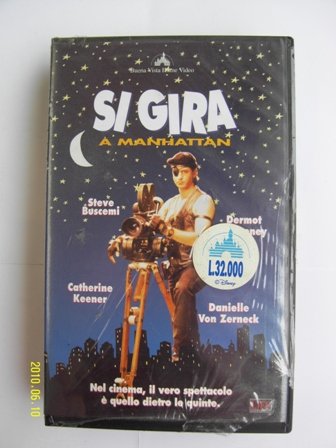 Buena Vista Home Video
SI GIRA
A MANHATTAN
Steve
Buscemi
Dermot
L.32.000
© Disney
Catherine
Keener
Danielle
Von Zerneck
Nel cinema, il vero spettacolo
è quello dietro le quinte.
2010.06.10